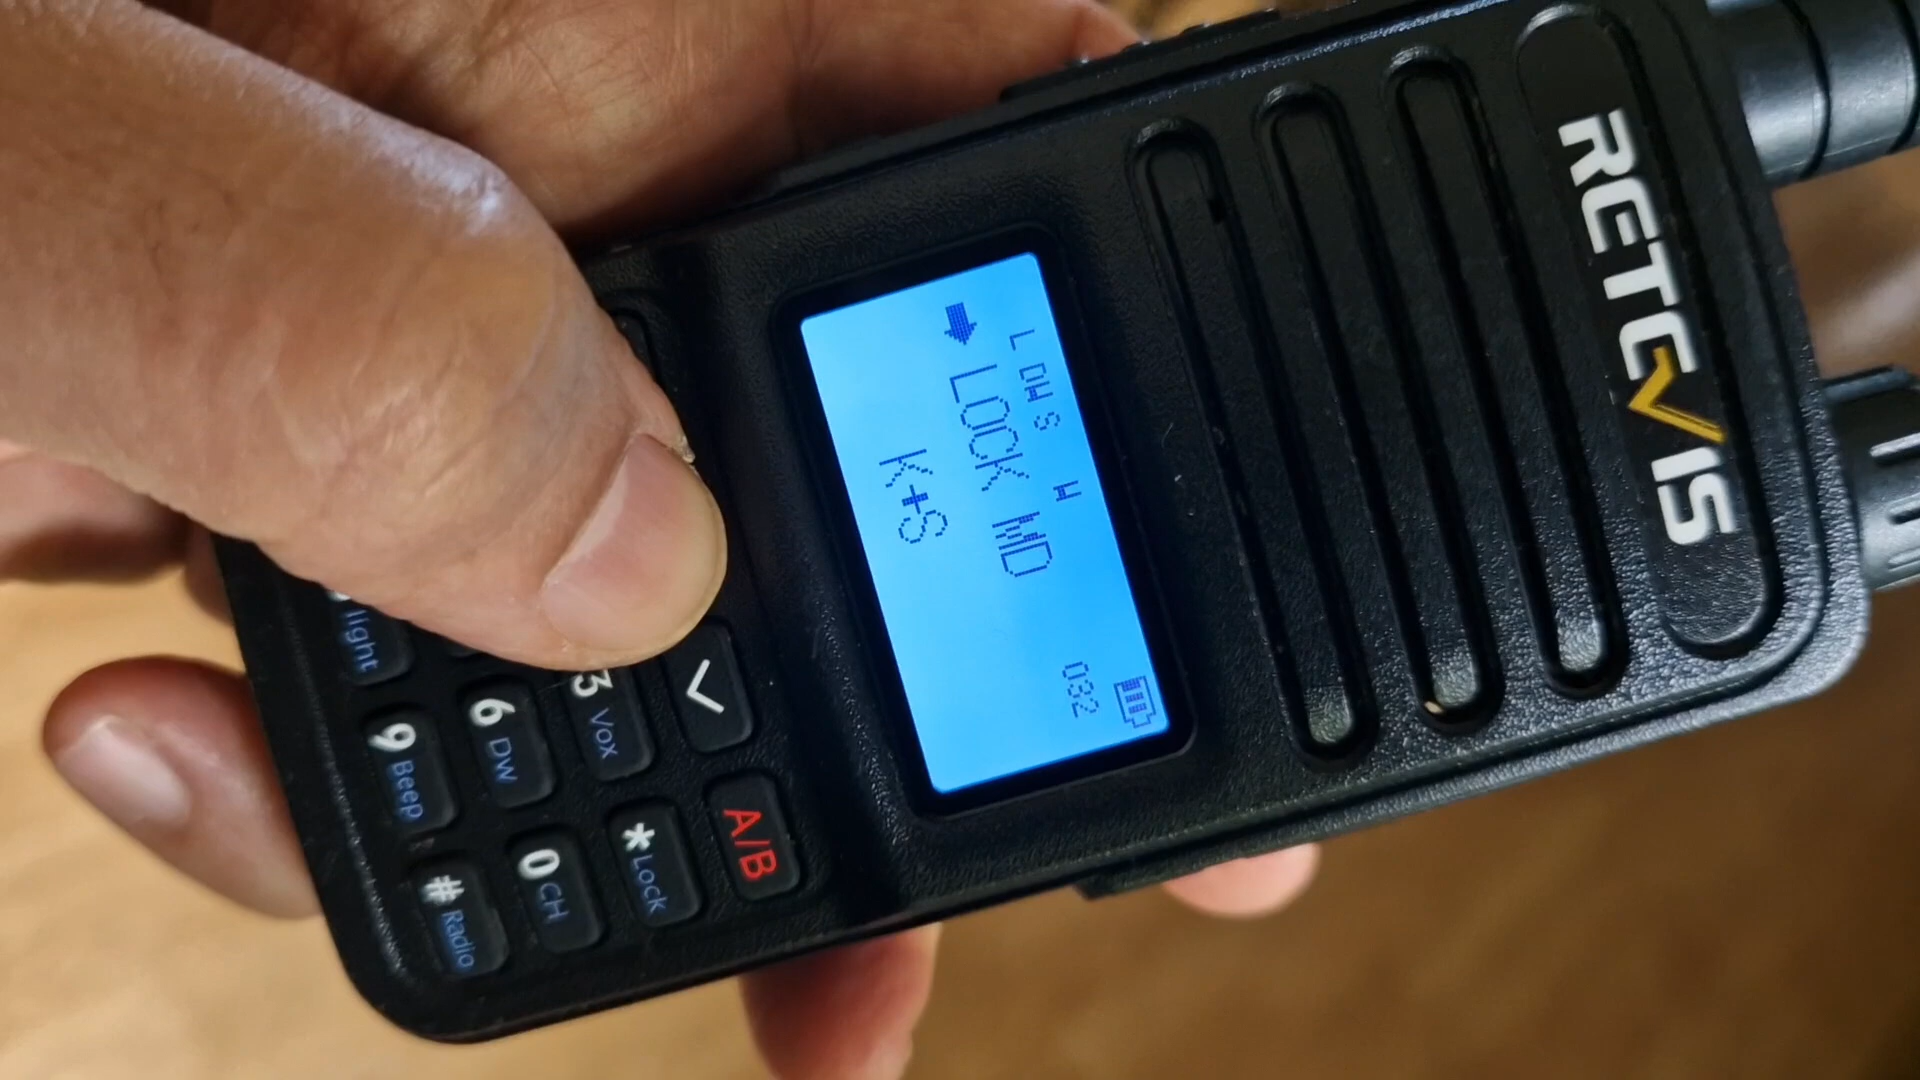 RETEVIS
L DW S H
LOCK MD 032
K+S
A/B
3 Vox
* Lock
6 DW
0 CH
light
9 Beep
# Radio